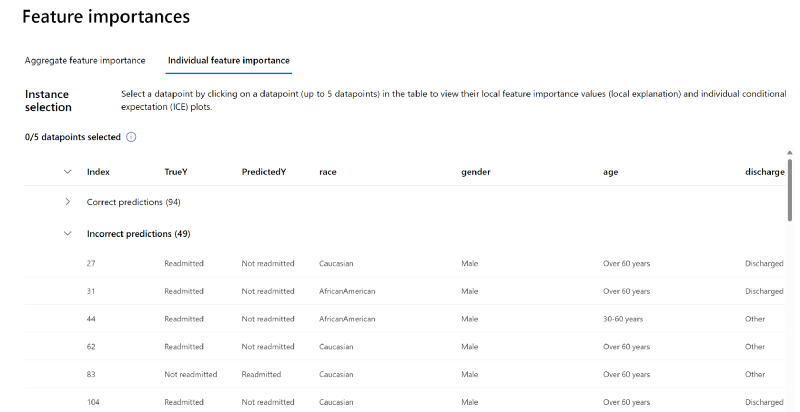 Feature importances
Aggregate feature importance Individual feature importance
Instance selection
Select a datapoint by clicking on a datapoint (up to 5 datapoints) in the table to view their local feature importance values (local explanation) and individual conditional
expectation (ICE) plots.
0/5 datapoints selected
Index TrueY PredictedY race gender age discharge
Correct predictions (94)
Incorrect predictions (49)
27 Readmitted Not readmitted Caucasian Male Over 60 years Discharged
31 Readmitted Not readmitted AfricanAmerican Male Over 60 years Discharged
44 Readmitted Not readmitted AfricanAmerican Male 30-60 years Other
62 Readmitted Not readmitted Caucasian Male Over 60 years Other
83 Not readmitted Readmitted Caucasian Male Over 60 years Other
104 Readmitted Not readmitted Caucasian Male Over 60 years Discharged